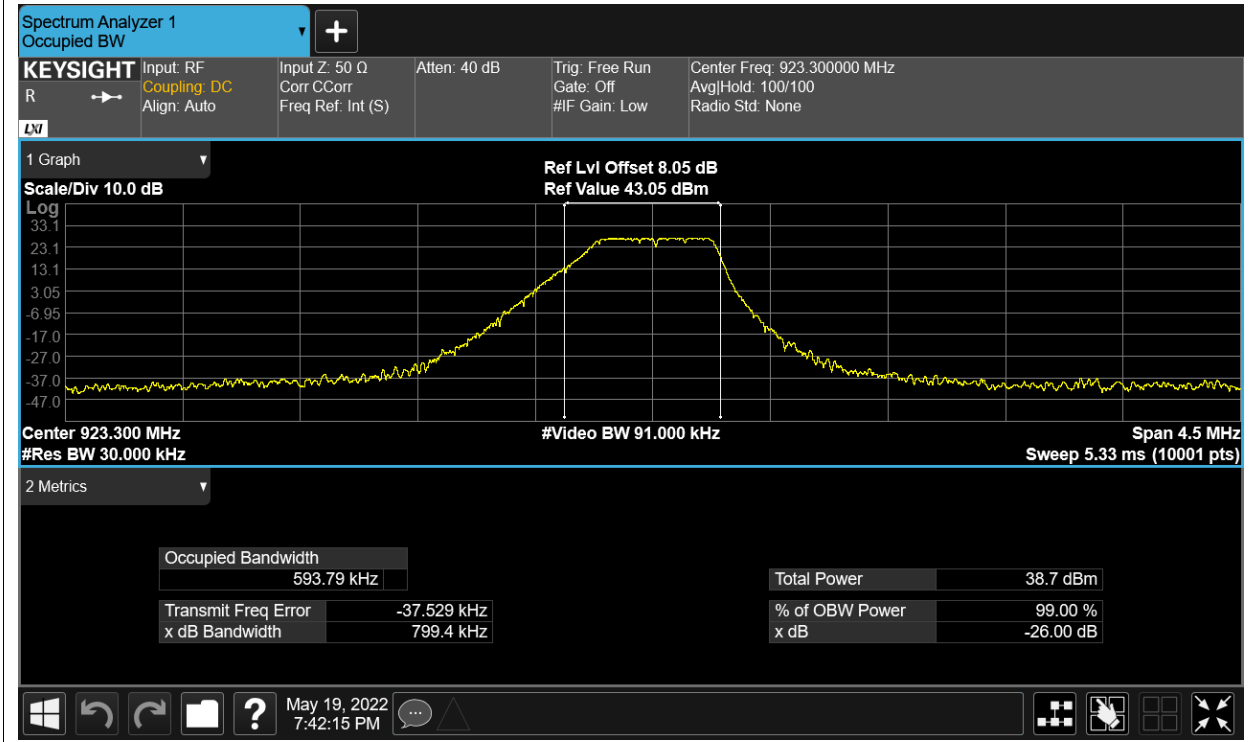 Spectrum Analyzer 1
Occupied BW
KEYSIGHT
R
LXI
Input: RF
Coupling: DC
Align: Auto
Input Z: 50 Ω
Corr CCorr
Freq Ref: Int (S)
Atten: 40 dB
Trig: Free Run
Gate: Off
#IF Gain: Low
Center Freq: 923.300000 MHz
Avg|Hold: 100/100
Radio Std: None
1 Graph
Scale/Div 10.0 dB
Ref Lvl Offset 8.05 dB
Ref Value 43.05 dBm
Log
33.1
23.1
13.1
3.05
-6.95
-17.0
-27.0
-37.0
-47.0
Center 923.300 MHz
#Video BW 91.000 kHz
Span 4.5 MHz
#Res BW 30.000 kHz
Sweep 5.33 ms (10001 pts)
2 Metrics
Occupied Bandwidth
593.79 kHz
Total Power 38.7 dBm
Transmit Freq Error -37.529 kHz
% of OBW Power 99.00 %
x dB Bandwidth 799.4 kHz
x dB -26.00 dB
?
May 19, 2022
7:42:15 PM